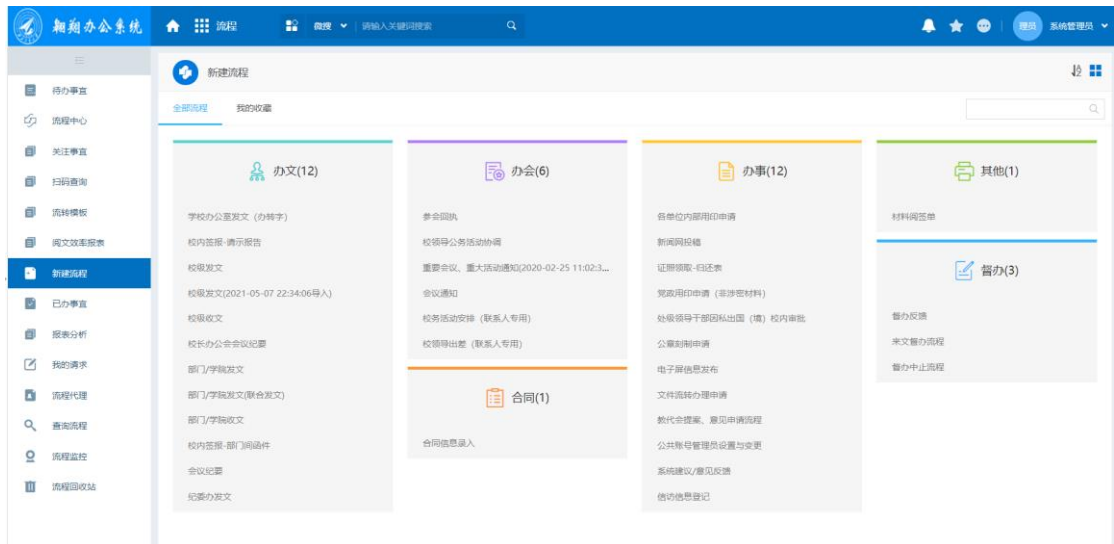 翱翔办公系统
流程
微搜
请输入关键词搜索
理员
系统管理员
待办事宜
流程中心
关注事宜
扫码查询
流转模板
阅文效率报表
新建流程
已办事宜
报表分析
我的请求
流程代理
查询流程
流程监控
流程回收站
新建流程
全部流程
我的收藏
办文(12)
学校办公室发文（办转字）
校内签报-请示报告
校级发文
校级发文(2021-05-07 22:34:06导入)
校级收文
校长办公会会议纪要
部门/学院发文
部门/学院发文(联合发文)
部门/学院收文
校内签报-部门间函件
会议纪要
纪委办发文
办会(6)
参会回执
校领导公务活动协调
重要会议、重大活动通知(2020-02-25 11:02:3...
会议通知
校务活动安排（联系人专用）
校领导出差（联系人专用）
合同(1)
合同信息录入
办事(12)
各单位内部用印申请
新闻网投稿
证照领取-归还表
党政用印申请（非涉密材料）
处级领导干部因私出国（境）校内审批
公章刻制申请
电子屏信息发布
文件流转办理申请
教代会提案、意见申请流程
公共账号管理员设置与变更
系统建议/意见反馈
信访信息登记
其他(1)
材料阅签单
督办(3)
督办反馈
来文督办流程
督办中止流程